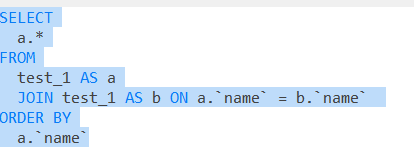 SELECT
  a.*
FROM
  test_1 AS a
  JOIN test_1 AS b ON a.`name` = b.`name`
ORDER BY
  a.`name`